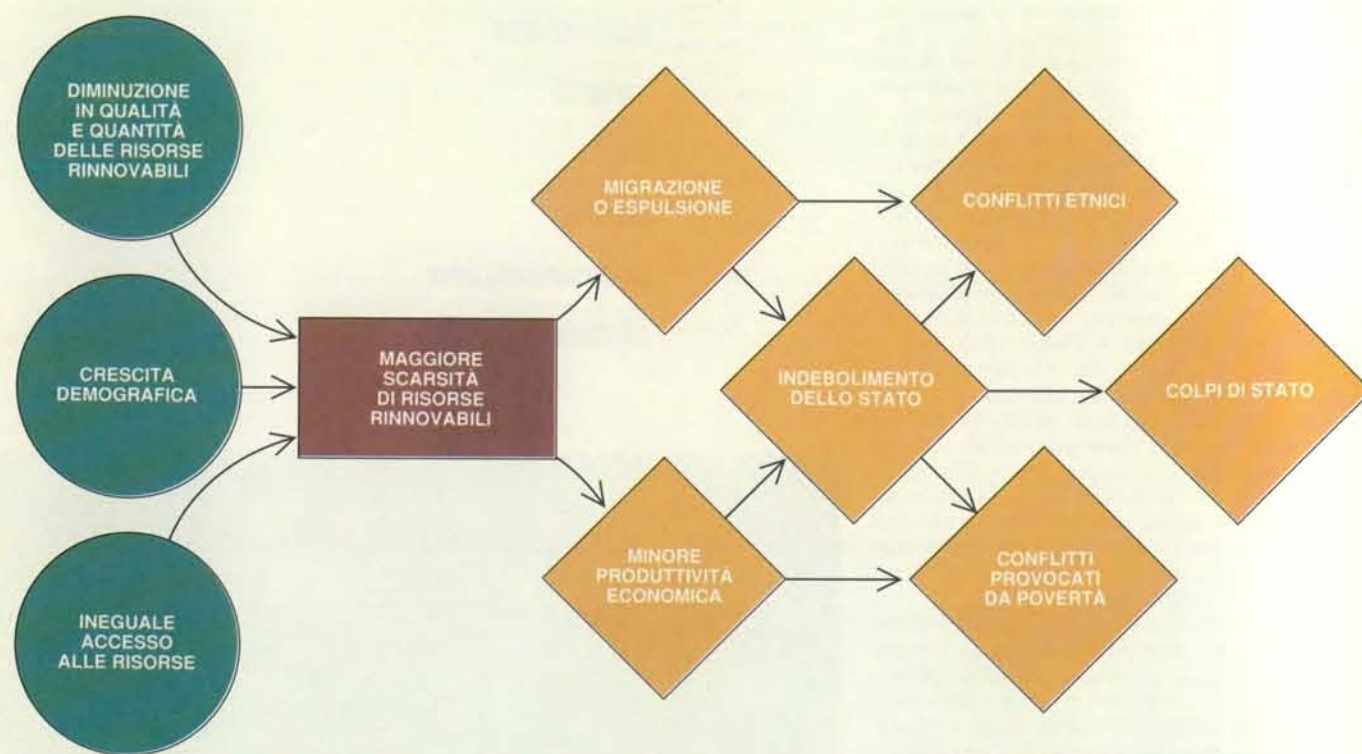 DIMINUZIONE
IN QUALITÀ
E QUANTITÀ
DELLE RISORSE
RINNOVABILI
CRESCITA
DEMOGRAFICA
INEGUALE
ACCESSO
ALLE RISORSE
MAGGIORE
SCARSITÀ
DI RISORSE
RINNOVABILI
MIGRAZIONE
O ESPULSIONE
MINORE
PRODUTTIVITÀ
ECONOMICA
INDEBOLIMENTO
DELLO STATO
CONFLITTI ETNICI
COLPI DI STATO
CONFLITTI
PROVOCATI
DA POVERTÀ